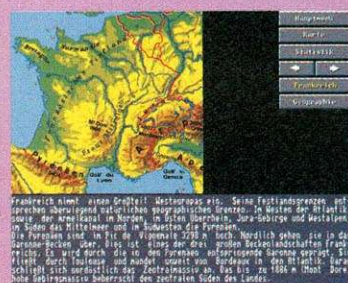 Hauptmenü
Karte
Statistik
Frankreich
Geographie
Normandie
Golf du
Lyon
Golf v.
Genua
Frankreich nimmt einen Großteil Westeuropas ein. Seine Festlandsgrenzen ent-
sprechen überwiegend natürlichen geographischen Grenzen. Im Westen der Atlantik
der Ärmelkanal im Norden, im Osten Oberrhein, Jura-Gebirge und Westalpen
im Süden das Mittelmeer und im Südwesten die Pyrenäen.
Die Pyrenäen sind im Pic de Vignemale 3298 m hoch. Nördlich gehen sie in das
Garonne-Becken über. Dies ist eines der drei großen Beckenlandschaften Frank-
reichs. Es wird durch die in den Pyrenäen entspringende Garonne geprägt. Sie
fließt durch Toulouse und mündet unweit von Bordeaux in den Atlantik. Daran
schließt sich nordöstlich das Zentralmassiv an. Das bis zu 1886 m (Mont Dore)
hohe Gebirgsmassiv beherrscht den zentralen Süden des Landes.